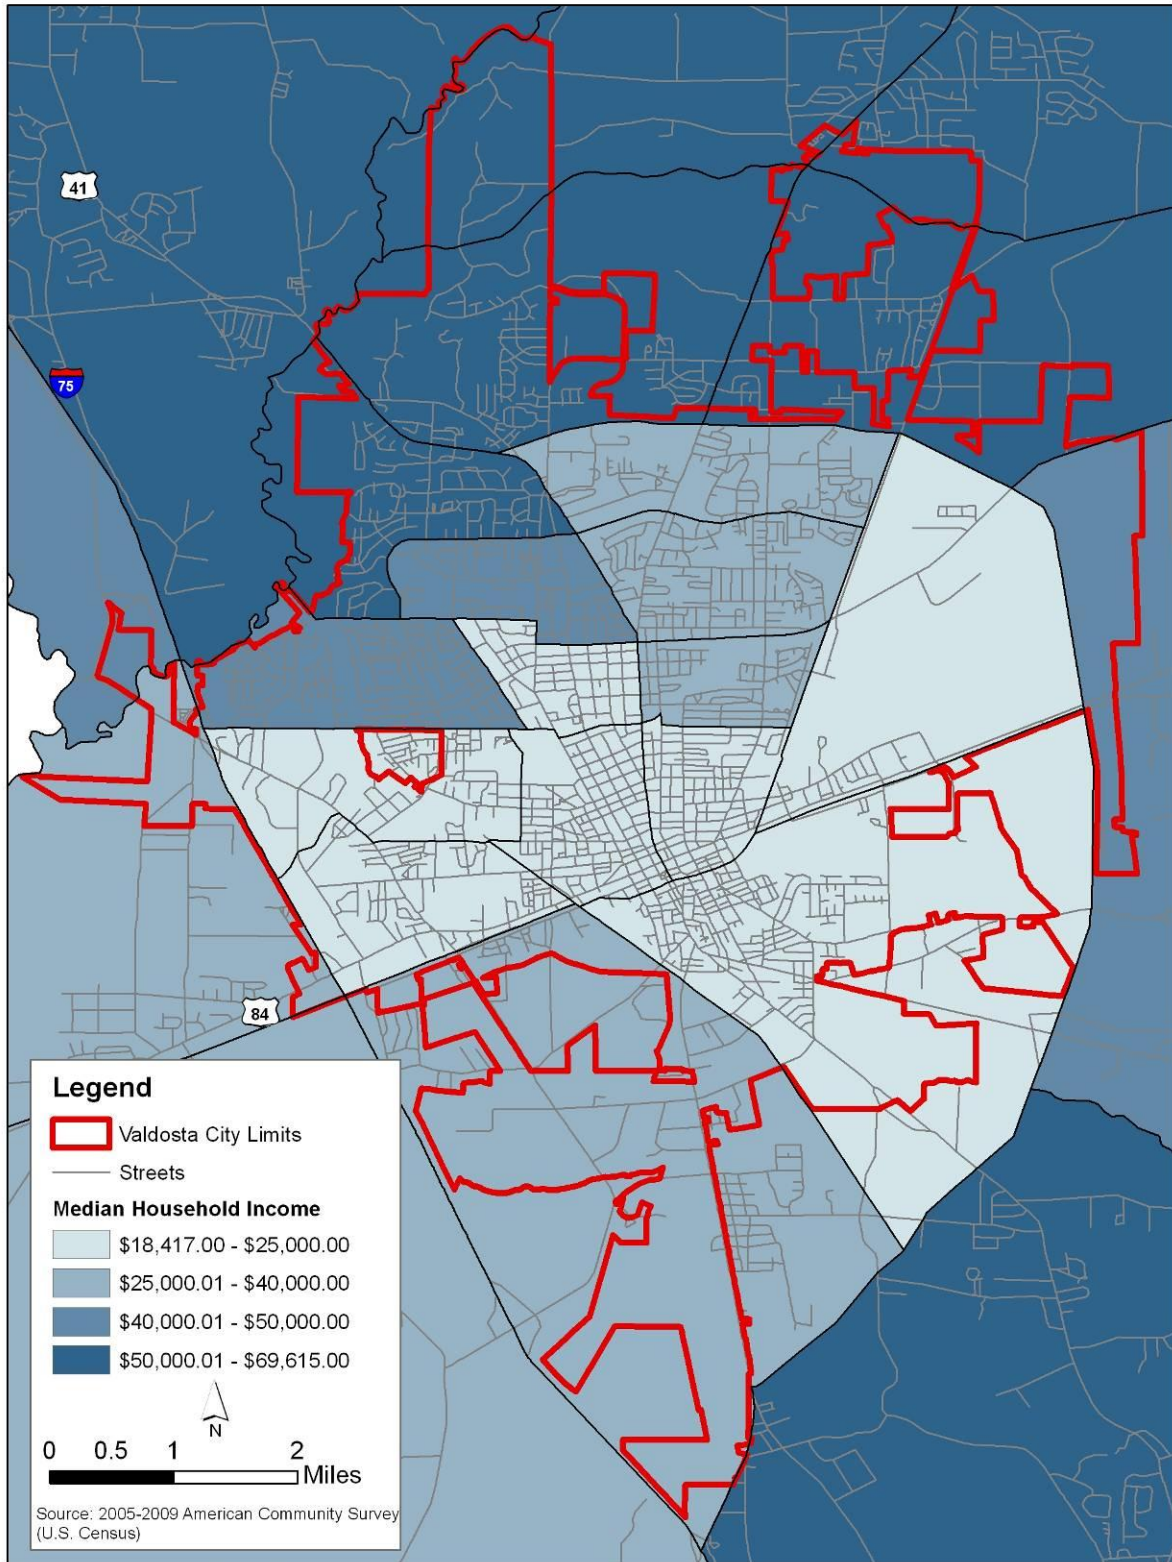 41
75
84
Legend
Valdosta City Limits
Streets
Median Household Income
$18,417.00 - $25,000.00
$25,000.01 - $40,000.00
$40,000.01 - $50,000.00
$50,000.01 - $69,615.00
N
0 0.5 1 2
Miles
Source: 2005-2009 American Community Survey
(U.S. Census)